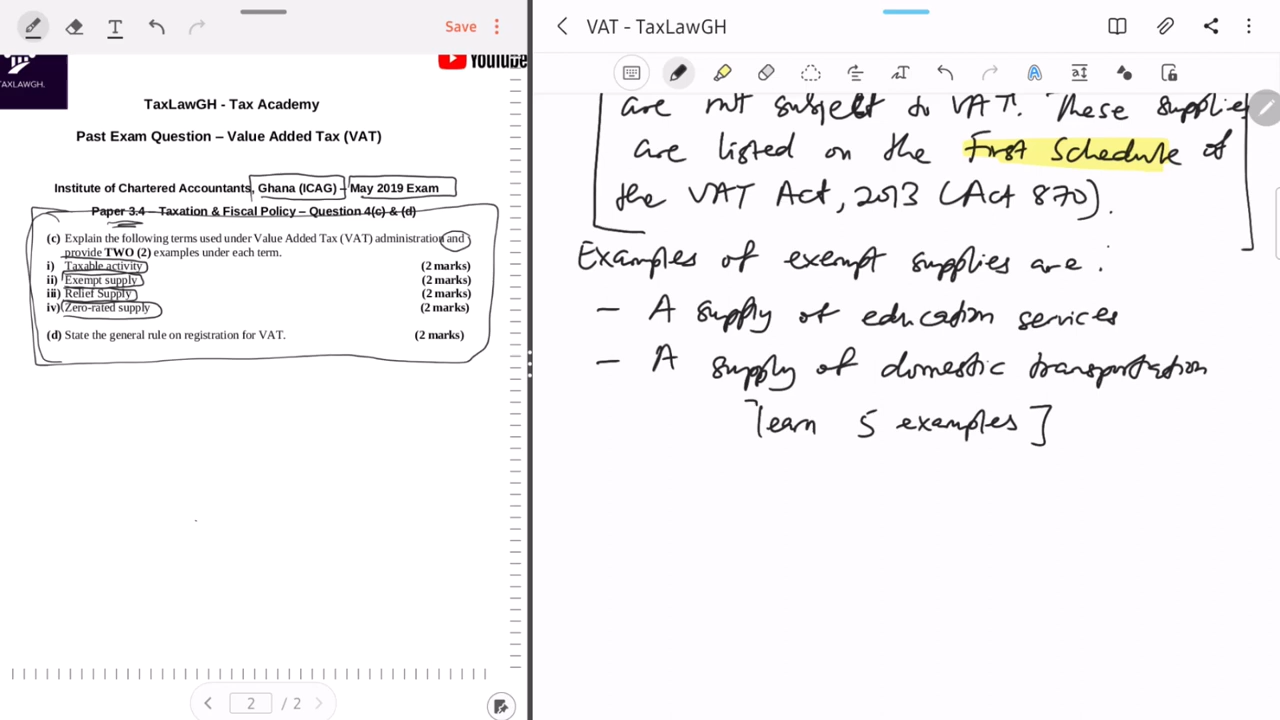 Save
TAXLAWGH.
YouTube
TaxLawGH - Tax Academy
Past Exam Question – Value Added Tax (VAT)
Institute of Chartered Accountants, Ghana (ICAG) – May 2019 Exam
Paper 3.4 – Taxation & Fiscal Policy – Question 4(c) & (d)
(c) Explain the following terms used under Value Added Tax (VAT) administration and
provide TWO (2) examples under each term.
i) Taxable activity (2 marks)
ii) Exempt supply (2 marks)
iii) Relief Supply (2 marks)
iv) Zero-rated supply (2 marks)
(d) State the general rule on registration for VAT. (2 marks)
2 / 2
VAT - TaxLawGH
are not subject to VAT. These supplies
are listed on the First Schedule of
the VAT Act, 2013 (Act 870).
Examples of exempt supplies are:
- A supply of education services
- A supply of domestic transportation
[learn 5 examples]